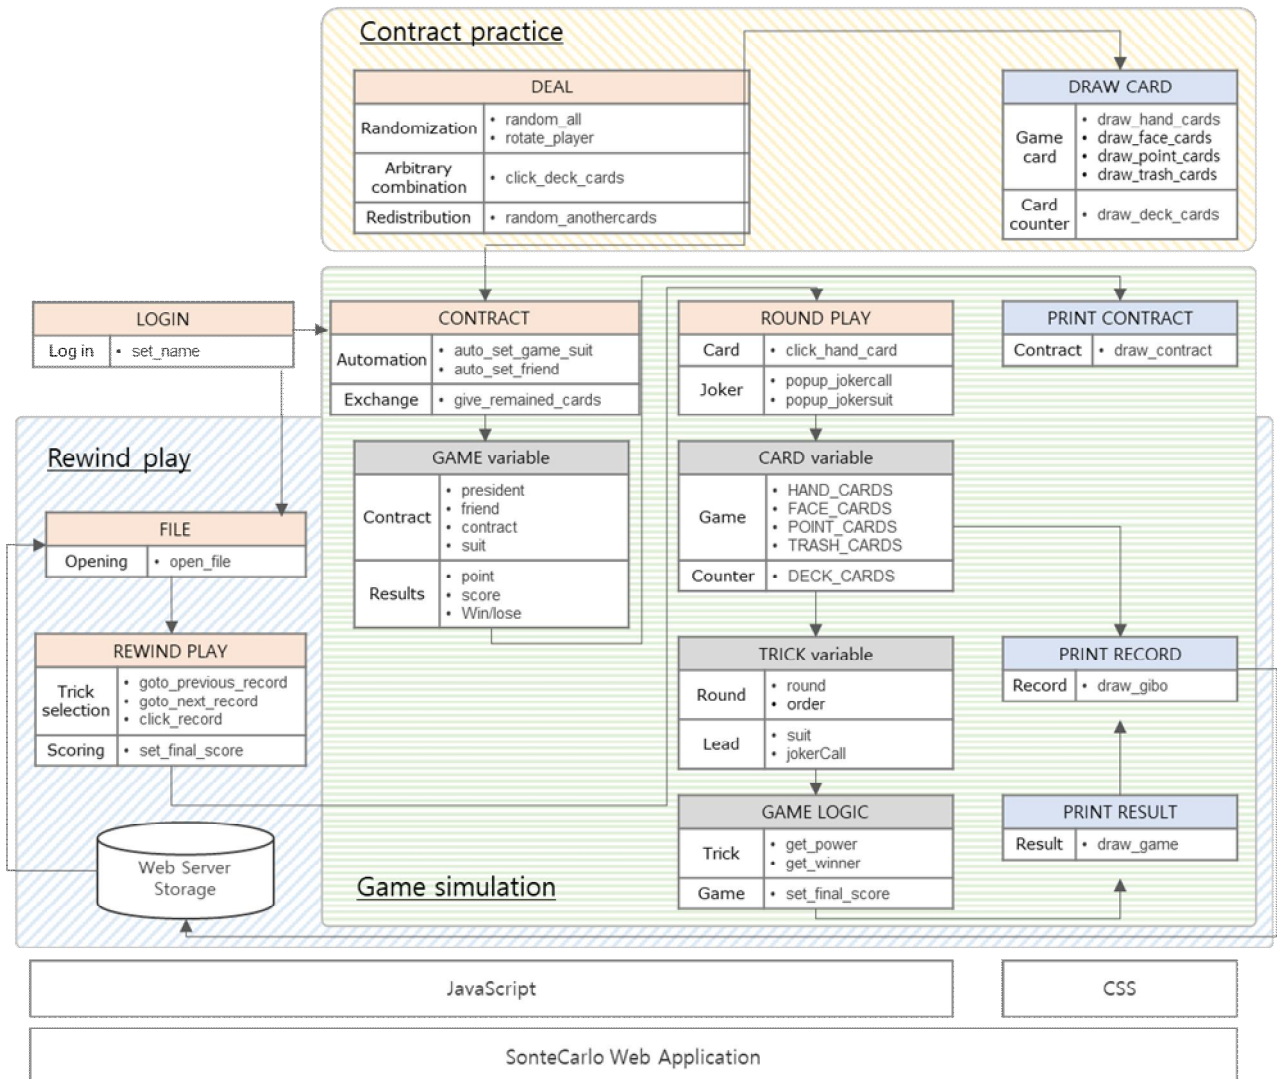 Contract practice
DEAL
Randomization
• random_all
• rotate_player
Arbitrary
combination
• click_deck_cards
Redistribution
• random_anothercards
DRAW CARD
Game
card
• draw_hand_cards
• draw_face_cards
• draw_point_cards
• draw_trash_cards
Card
counter
• draw_deck_cards
LOGIN
Log in
• set_name
CONTRACT
Automation
• auto_set_game_suit
• auto_set_friend
Exchange
• give_remained_cards
ROUND PLAY
Card
• click_hand_card
Joker
• popup_jokercall
• popup_jokersuit
PRINT CONTRACT
Contract
• draw_contract
Rewind play
GAME variable
Contract
• president
• friend
• contract
• suit
Results
• point
• score
• Win/lose
CARD variable
Game
• HAND_CARDS
• FACE_CARDS
• POINT_CARDS
• TRASH_CARDS
Counter
• DECK_CARDS
FILE
Opening
• open_file
REWIND PLAY
Trick
selection
• goto_previous_record
• goto_next_record
• click_record
Scoring
• set_final_score
TRICK variable
Round
• round
• order
Lead
• suit
• jokerCall
PRINT RECORD
Record
• draw_gibo
GAME LOGIC
Trick
• get_power
• get_winner
Game
• set_final_score
PRINT RESULT
Result
• draw_game
Web Server
Storage
Game simulation
JavaScript
CSS
SonteCarlo Web Application